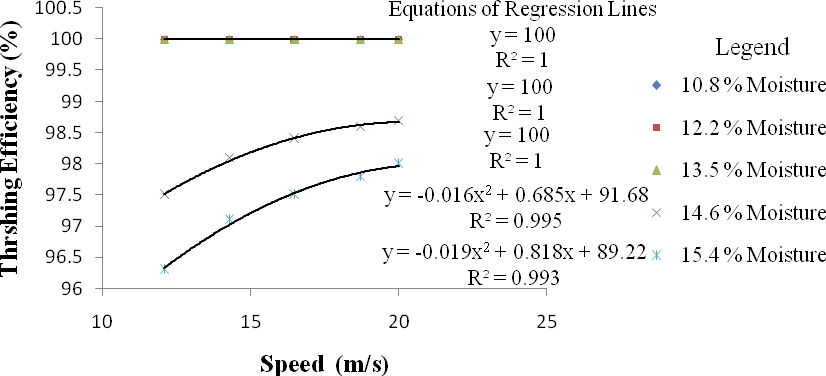 Equations of Regression Lines
y = 100
R² = 1
y = 100
R² = 1
y = 100
R² = 1
y = -0.016x² + 0.685x + 91.68
R² = 0.995
y = -0.019x² + 0.818x + 89.22
R² = 0.993
Legend
10.8 % Moisture
12.2 % Moisture
13.5 % Moisture
14.6 % Moisture
15.4 % Moisture
Thrshing Efficiency (%)
100.5
100
99.5
99
98.5
98
97.5
97
96.5
96
10 15 20 25
Speed (m/s)